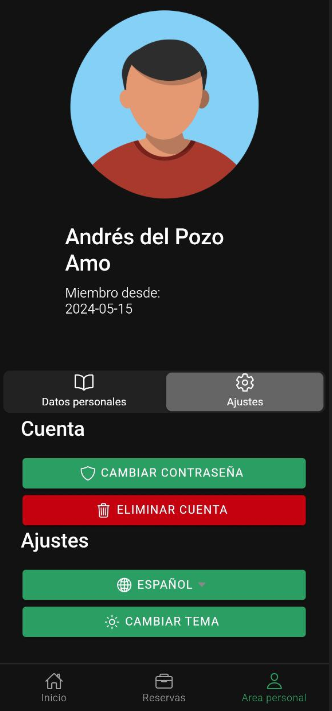 Andrés del Pozo
Amo
Miembro desde:
2024-05-15
Datos personales
Ajustes
Cuenta
CAMBIAR CONTRASEÑA
ELIMINAR CUENTA
Ajustes
ESPAÑOL
CAMBIAR TEMA
Inicio
Reservas
Area personal